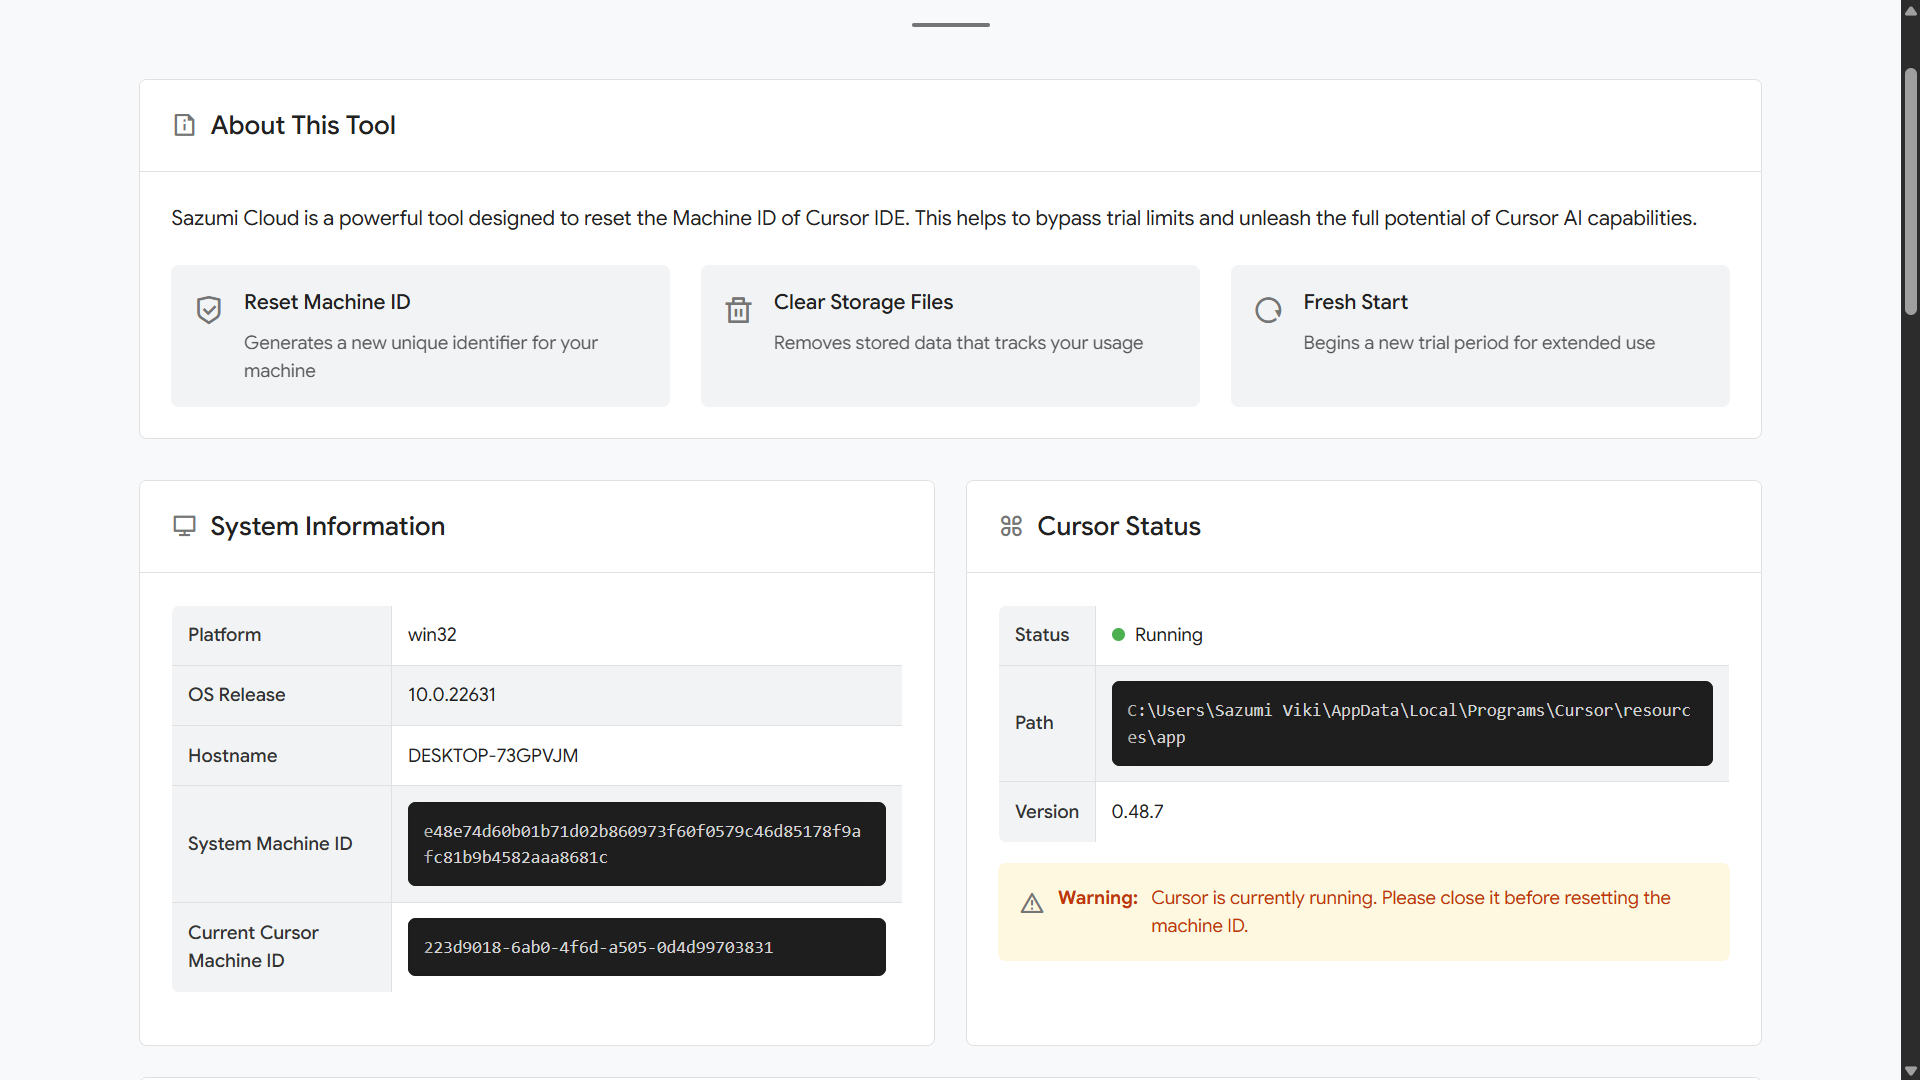 About This Tool
Sazumi Cloud is a powerful tool designed to reset the Machine ID of Cursor IDE. This helps to bypass trial limits and unleash the full potential of Cursor AI capabilities.
Reset Machine ID
Generates a new unique identifier for your
machine
Clear Storage Files
Removes stored data that tracks your usage
Fresh Start
Begins a new trial period for extended use
System Information
Platform win32
OS Release 10.0.22631
Hostname DESKTOP-73GPVJM
System Machine ID
e48e74d60b01b71d02b860973f60f0579c46d85178f9a
fc81b9b4582aaa8681c
Current Cursor
Machine ID
223d9018-6ab0-4f6d-a505-0d4d99703831
Cursor Status
Status Running
Path
C:\Users\Sazumi Viki\AppData\Local\Programs\Cursor\resourc
es\app
Version 0.48.7
Warning: Cursor is currently running. Please close it before resetting the
machine ID.